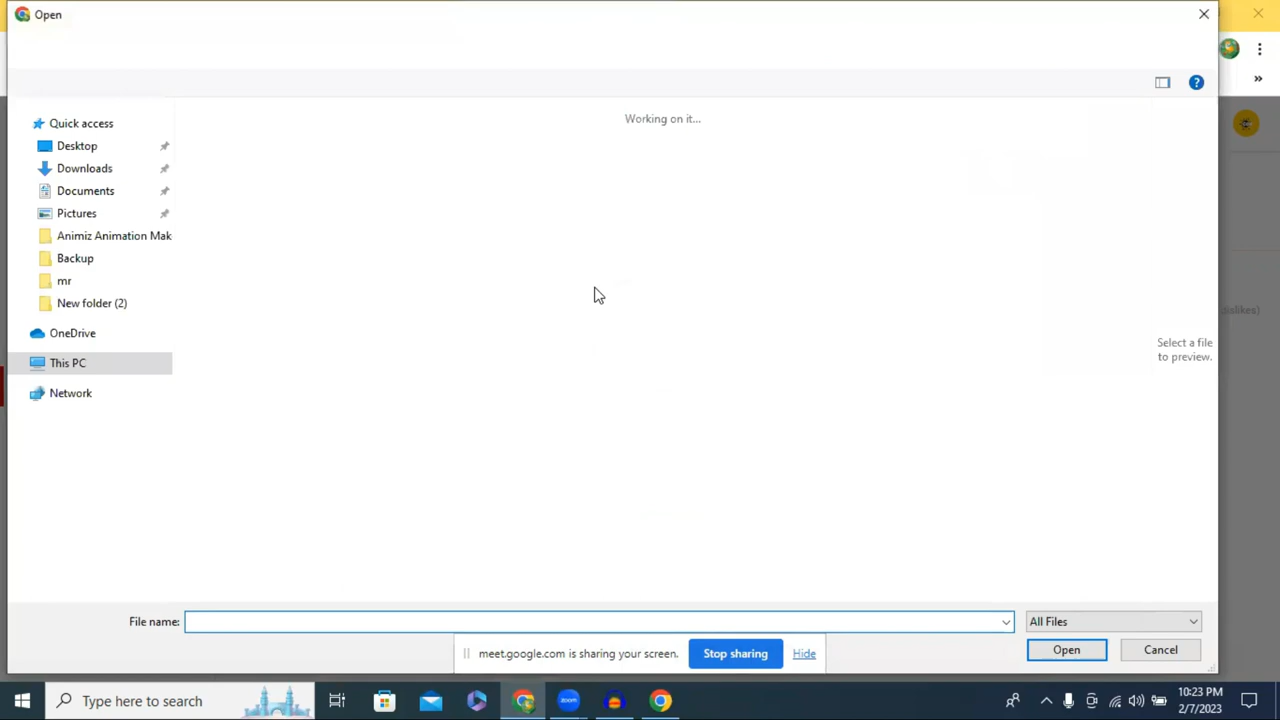 Open
Working on it...
Quick access
Desktop
Downloads
Documents
Pictures
Animiz Animation Mak
Backup
mr
New folder (2)
OneDrive
This PC
Network
Select a file
to preview.
File name:
All Files
Open
Cancel
meet.google.com is sharing your screen.
Stop sharing
Hide
Type here to search
zoom
10:23 PM
2/7/2023